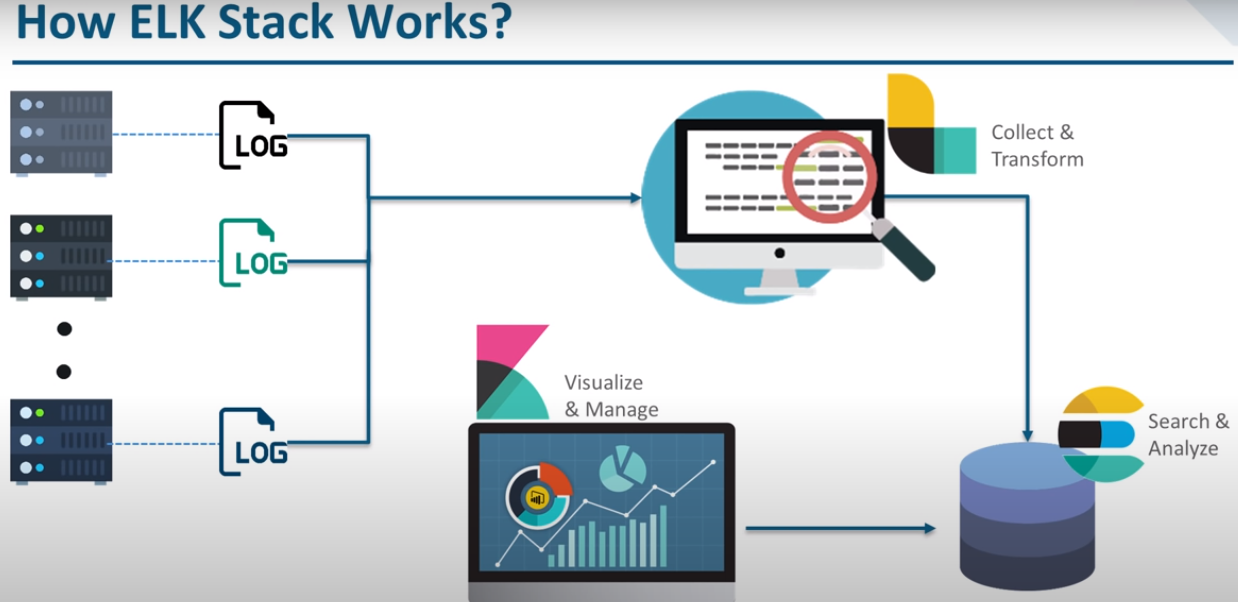 How ELK Stack Works?
LOG
Collect &
Transform
LOG
Visualize
& Manage
Search &
Analyze
LOG